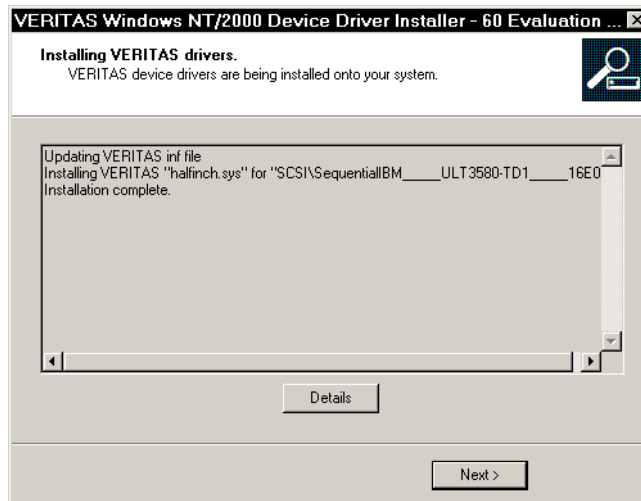 VERITAS Windows NT/2000 Device Driver Installer - 60 Evaluation ...
Installing VERITAS drivers.
VERITAS device drivers are being installed onto your system.
Updating VERITAS inf file
Installing VERITAS "halfinch.sys" for "SCSI\SequentialIBM_____ULT3580-TD1_____16E0
Installation complete.
Details
Next >